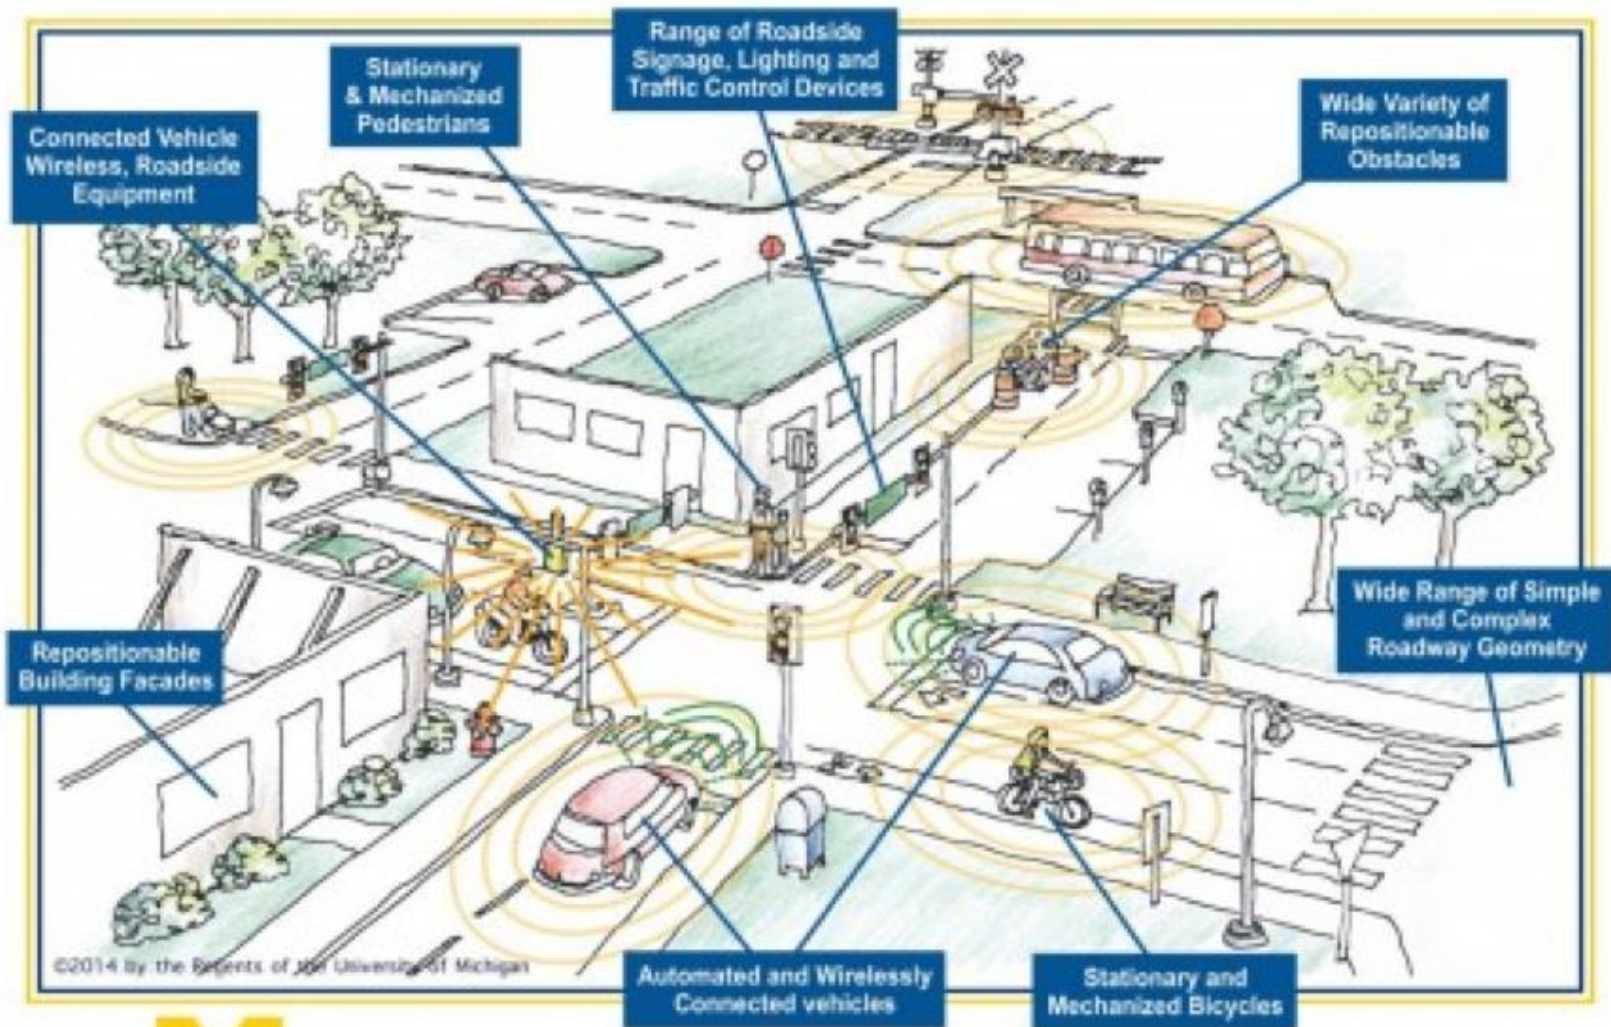 Range of Roadside
Signage, Lighting and
Traffic Control Devices
Stationary
& Mechanized
Pedestrians
Wide Variety of
Repositionable
Obstacles
Connected Vehicle
Wireless, Roadside
Equipment
Wide Range of Simple
and Complex
Roadway Geometry
Repositionable
Building Facades
©2014 by the Regents of the University of Michigan
Automated and Wirelessly
Connected vehicles
Stationary and
Mechanized Bicycles